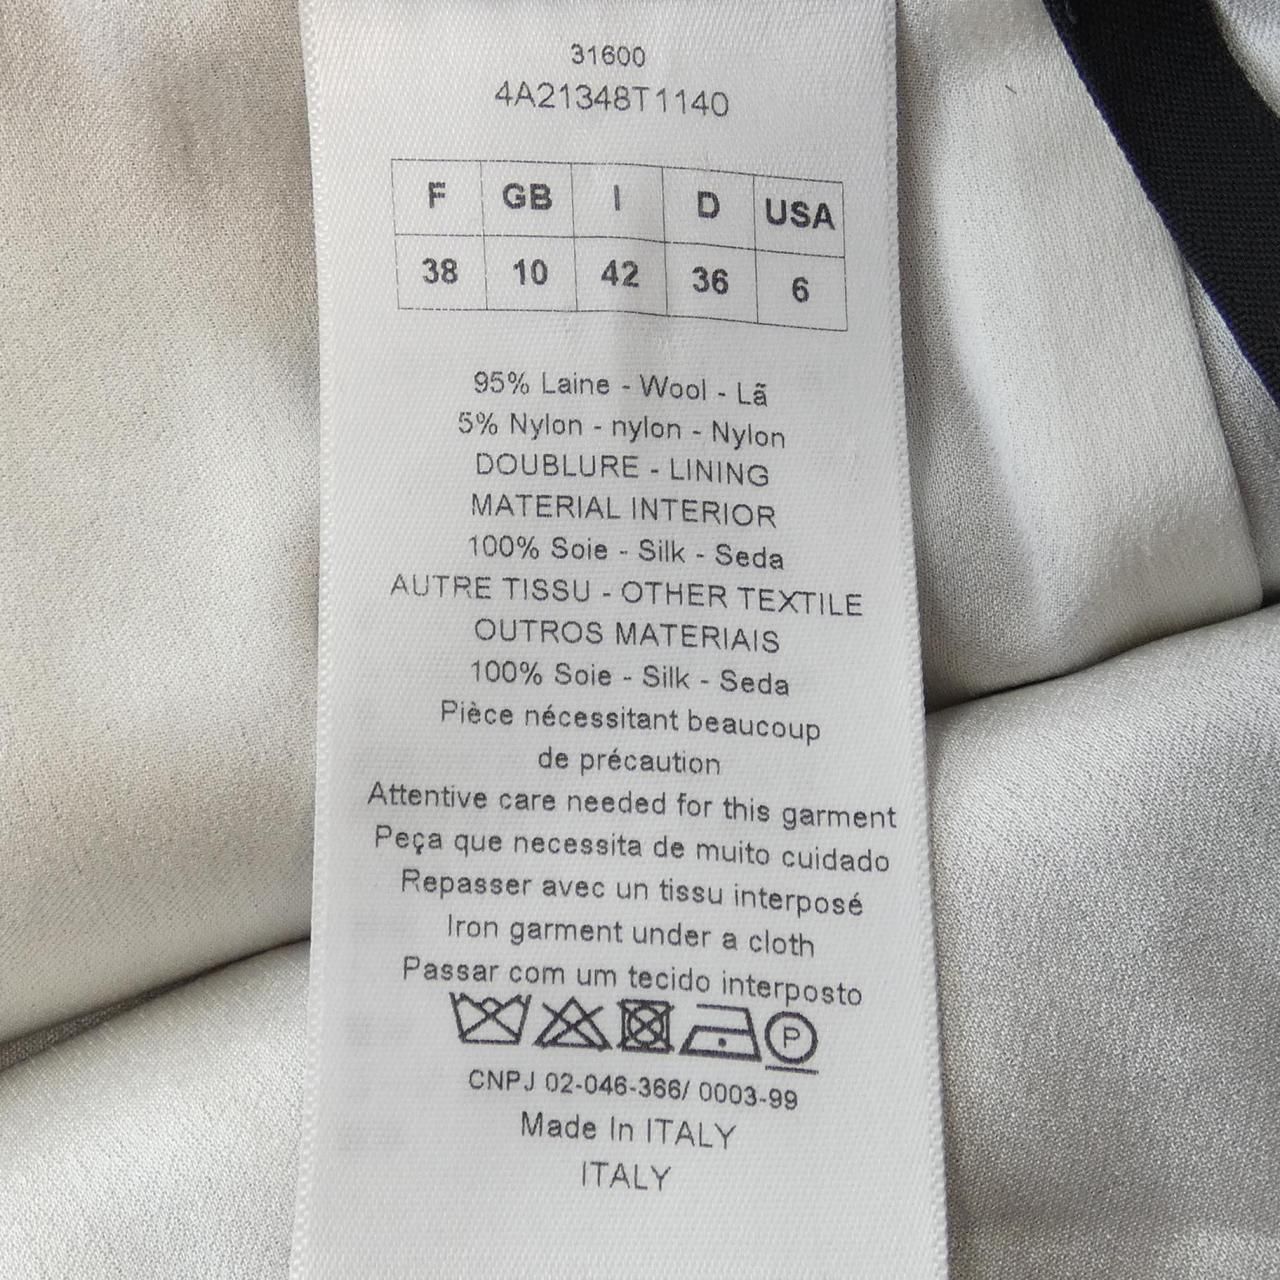 31600
4A21348T1140
F GB I D USA
38 10 42 36 6
95% Laine - Wool - Lã
5% Nylon - nylon - Nylon
DOUBLURE - LINING
MATERIAL INTERIOR
100% Soie - Silk - Seda
AUTRE TISSU - OTHER TEXTILE
OUTROS MATERIAIS
100% Soie - Silk - Seda
Pièce nécessitant beaucoup
de précaution
Attentive care needed for this garment
Peça que necessita de muito cuidado
Repasser avec un tissu interposé
Iron garment under a cloth
Passar com um tecido interposto
P
CNPJ 02-046-366/ 0003-99
Made In ITALY
ITALY